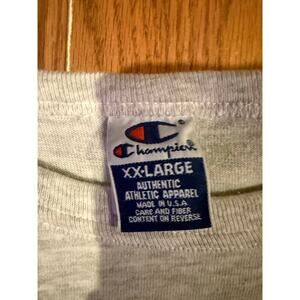 Champion
XX-LARGE
AUTHENTIC
ATHLETIC APPAREL
MADE IN U.S.A.
CARE AND FIBER
CONTENT ON REVERSE